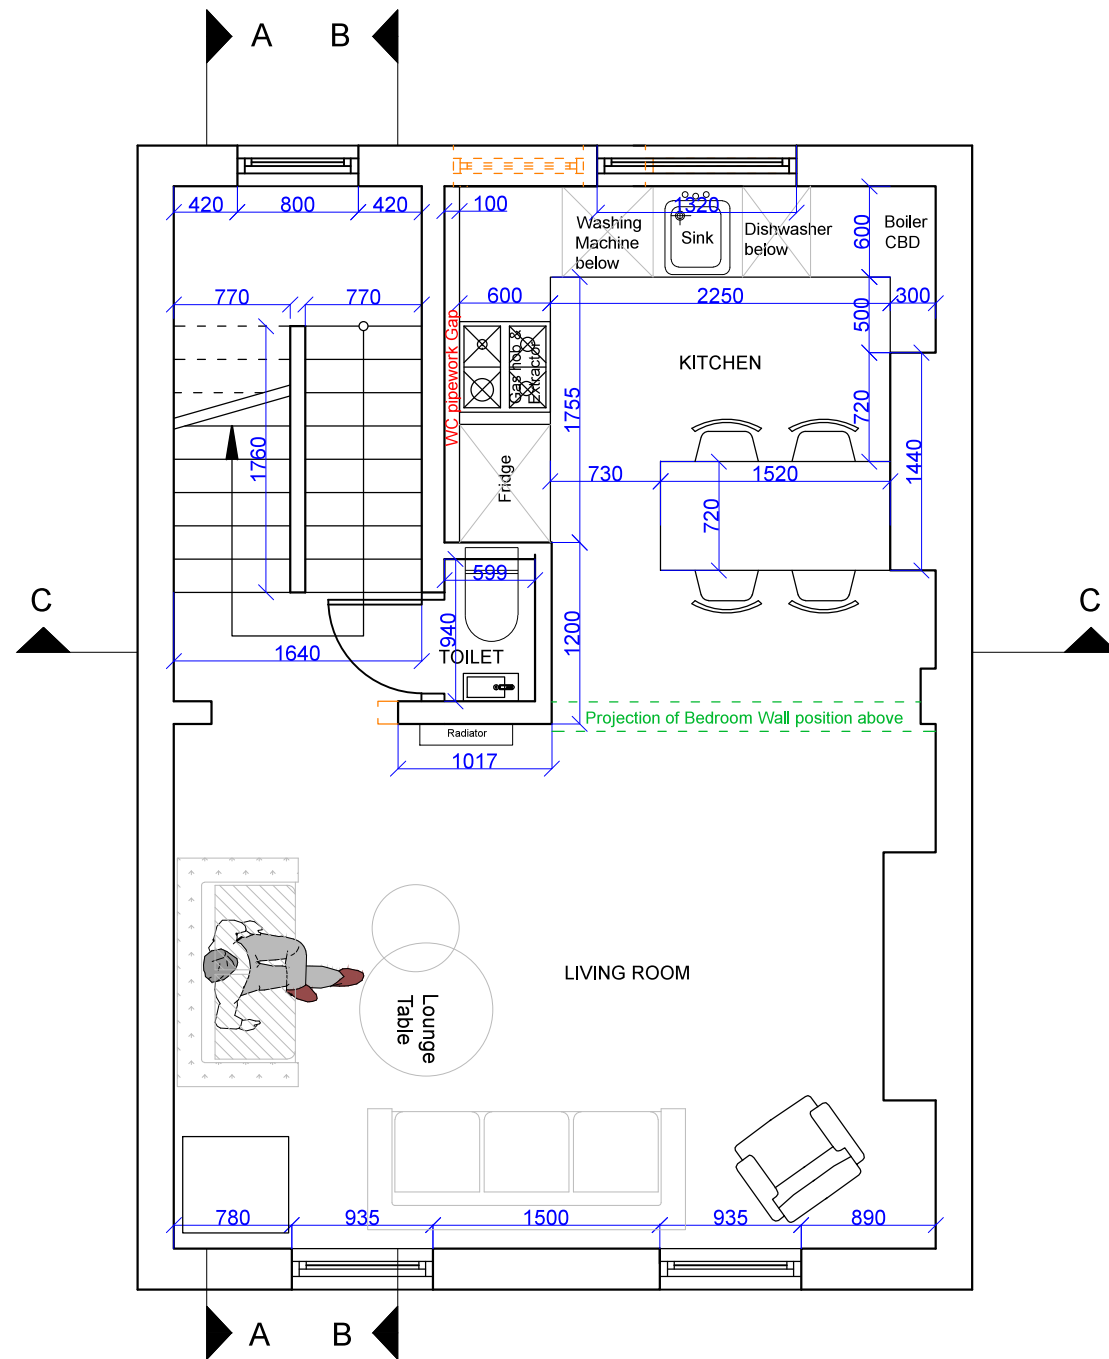 A
B
420
800
420
100
1320
Washing
Machine
below
Sink
Dishwasher
below
600
Boiler
CBD
770
770
600
2250
300
500
WC pipework Gap
Gas hob &
Extractor
KITCHEN
1755
720
1440
1760
Fridge
730
1520
720
C
C
599
940
1200
1640
TOILET
Projection of Bedroom Wall position above
Radiator
1017
LIVING ROOM
Lounge
Table
780
935
1500
935
890
A
B